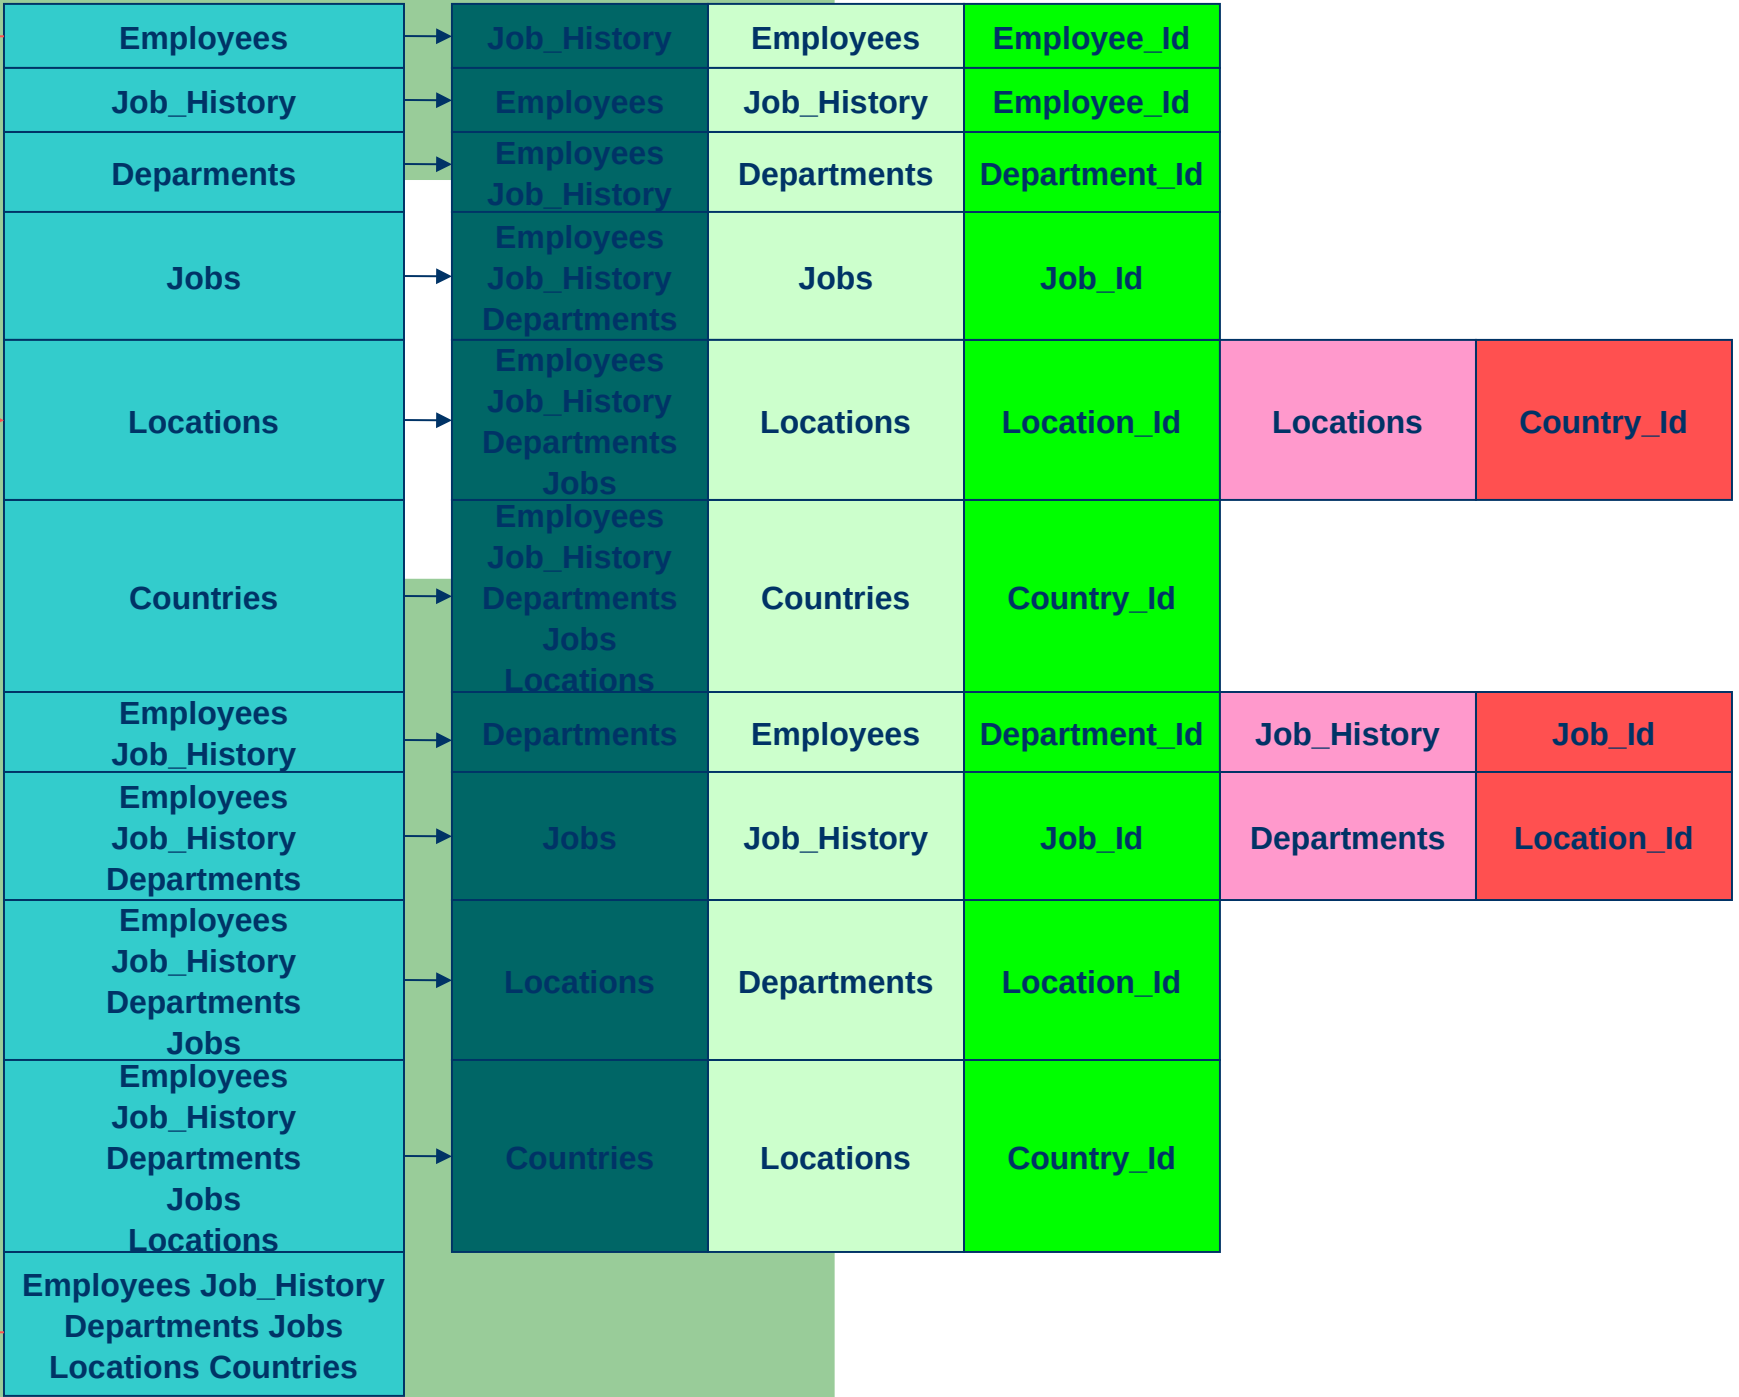 Employees
Job_History
Employees
Employee_Id
Job_History
Employees
Job_History
Employee_Id
Deparments
Employees
Job_History
Departments
Department_Id
Jobs
Employees
Job_History
Departments
Jobs
Job_Id
Locations
Employees
Job_History
Departments
Jobs
Locations
Location_Id
Locations
Country_Id
Countries
Employees
Job_History
Departments
Jobs
Locations
Countries
Country_Id
Employees
Job_History
Departments
Employees
Department_Id
Job_History
Job_Id
Employees
Job_History
Departments
Jobs
Job_History
Job_Id
Departments
Location_Id
Employees
Job_History
Departments
Jobs
Locations
Departments
Location_Id
Employees
Job_History
Departments
Jobs
Locations
Countries
Locations
Country_Id
Employees Job_History
Departments Jobs
Locations Countries